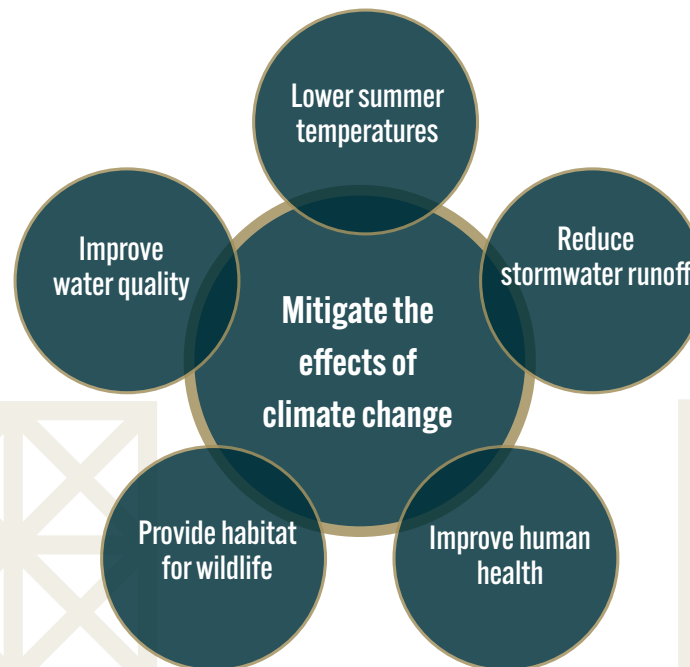 Lower summer
temperatures
Improve
water quality
Reduce
stormwater runoff
Mitigate the
effects of
climate change
Provide habitat
for wildlife
Improve human
health